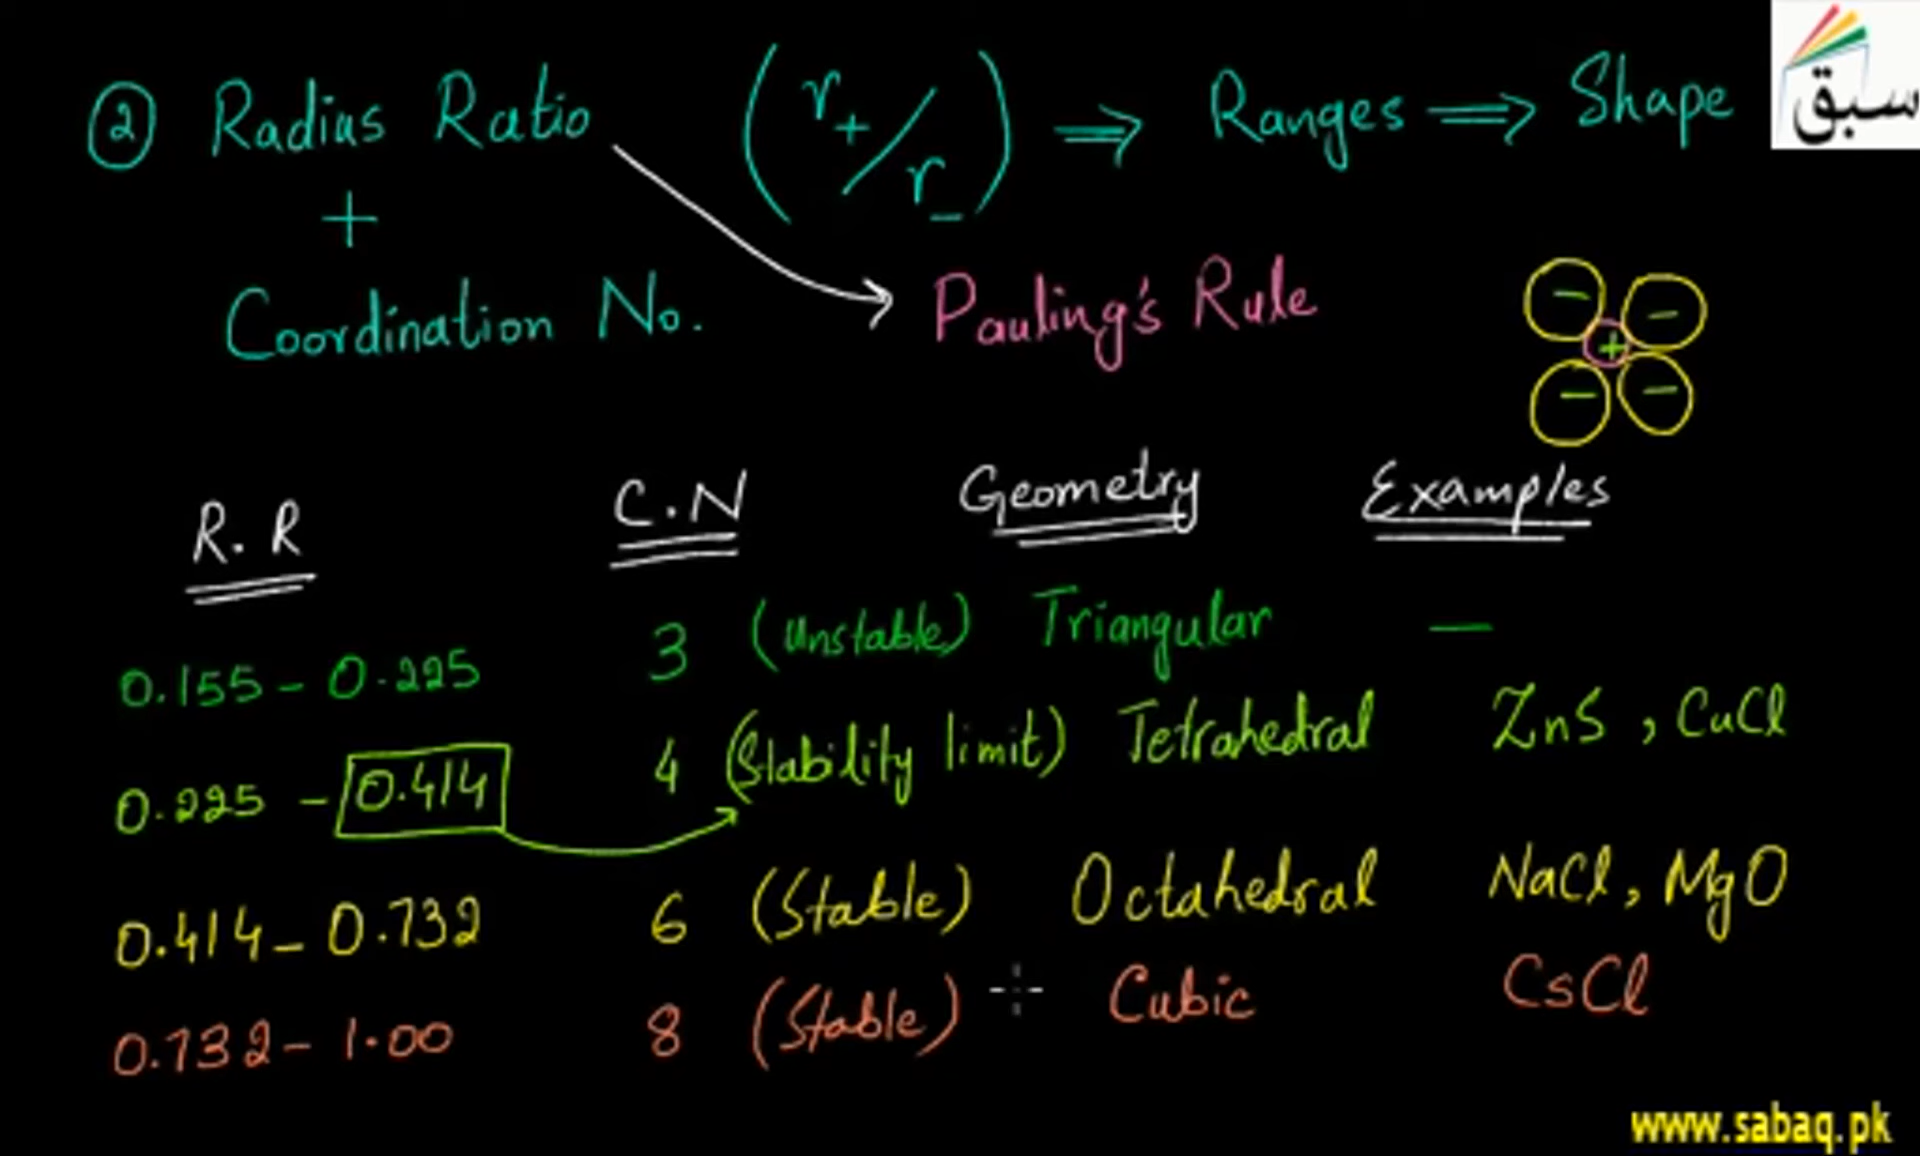 ② Radius Ratio (r+/r-) ⇒ Ranges ⇒ Shape
سبق
+
Coordination No.
Pauling's Rule
− −
+
− −
R.R C.N Geometry Examples
0.155 - 0.225 3 (Unstable) Triangular —
0.225 - 0.414 4 (Stability limit) Tetrahedral ZnS, CuCl
0.414 - 0.732 6 (Stable) Octahedral NaCl, MgO
0.732 - 1.00 8 (Stable) Cubic CsCl
www.sabaq.pk